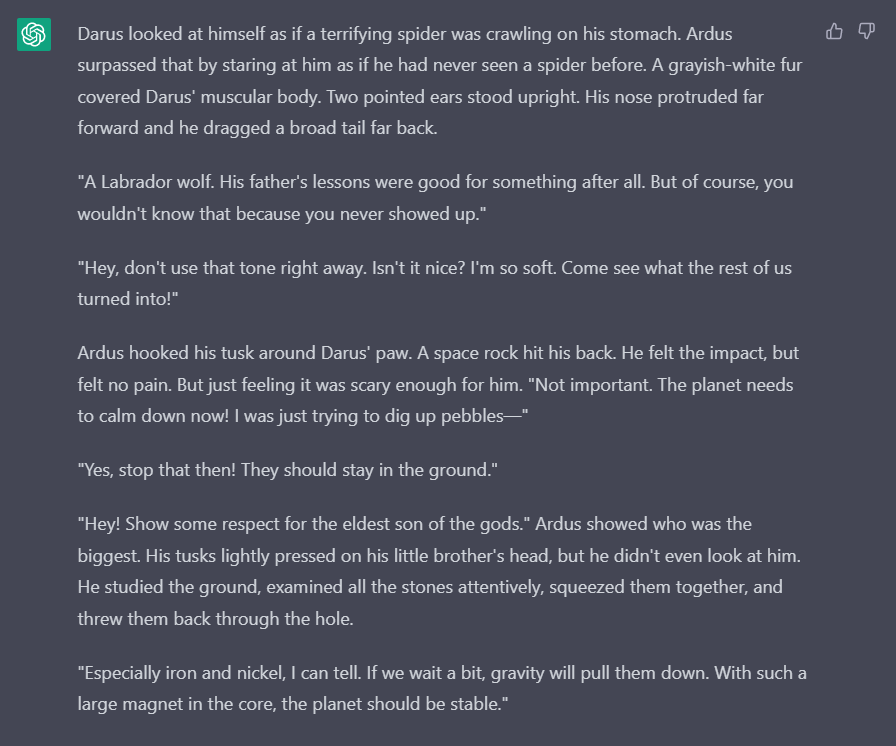 Darus looked at himself as if a terrifying spider was crawling on his stomach. Ardus
surpassed that by staring at him as if he had never seen a spider before. A grayish-white fur
covered Darus' muscular body. Two pointed ears stood upright. His nose protruded far
forward and he dragged a broad tail far back.
"A Labrador wolf. His father's lessons were good for something after all. But of course, you
wouldn't know that because you never showed up."
"Hey, don't use that tone right away. Isn't it nice? I'm so soft. Come see what the rest of us
turned into!"
Ardus hooked his tusk around Darus' paw. A space rock hit his back. He felt the impact, but
felt no pain. But just feeling it was scary enough for him. "Not important. The planet needs
to calm down now! I was just trying to dig up pebbles—"
"Yes, stop that then! They should stay in the ground."
"Hey! Show some respect for the eldest son of the gods." Ardus showed who was the
biggest. His tusks lightly pressed on his little brother's head, but he didn't even look at him.
He studied the ground, examined all the stones attentively, squeezed them together, and
threw them back through the hole.
"Especially iron and nickel, I can tell. If we wait a bit, gravity will pull them down. With such a
large magnet in the core, the planet should be stable."